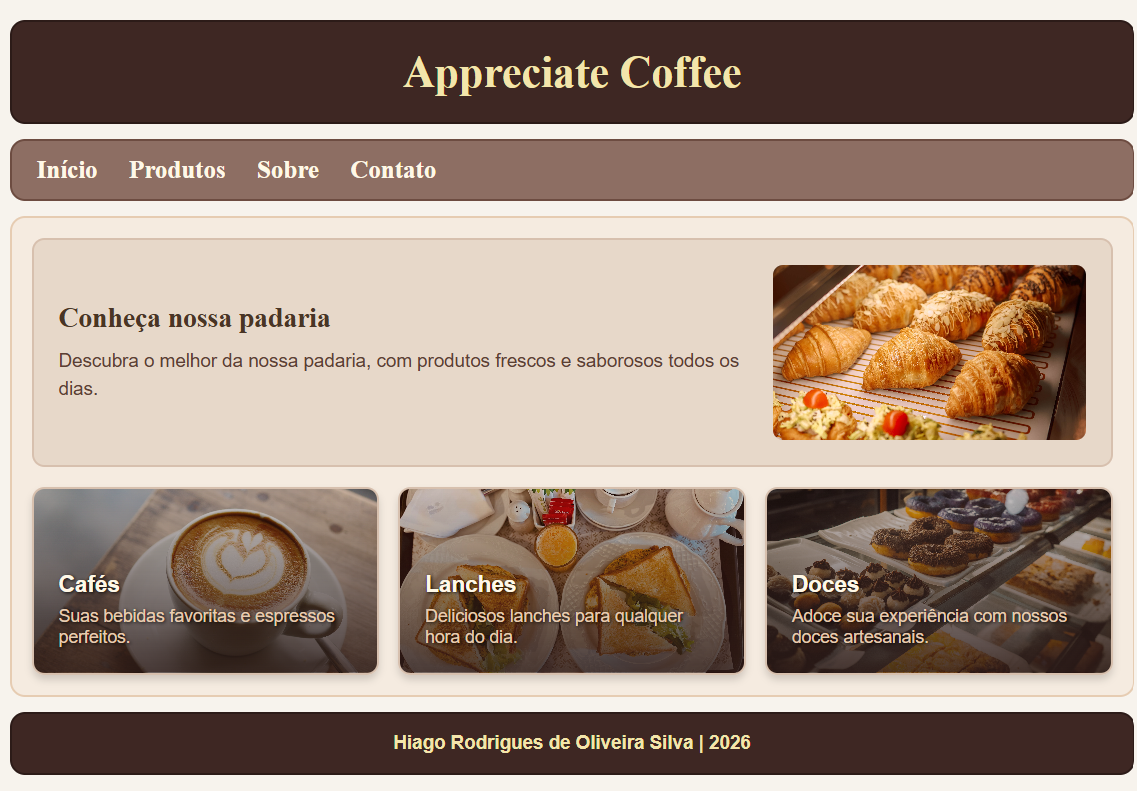 Appreciate Coffee
Início Produtos Sobre Contato
Conheça nossa padaria
Descubra o melhor da nossa padaria, com produtos frescos e saborosos todos os
dias.
Cafés
Suas bebidas favoritas e espressos
perfeitos.
Lanches
Deliciosos lanches para qualquer
hora do dia.
Doces
Adoce sua experiência com nossos
doces artesanais.
Hiago Rodrigues de Oliveira Silva | 2026